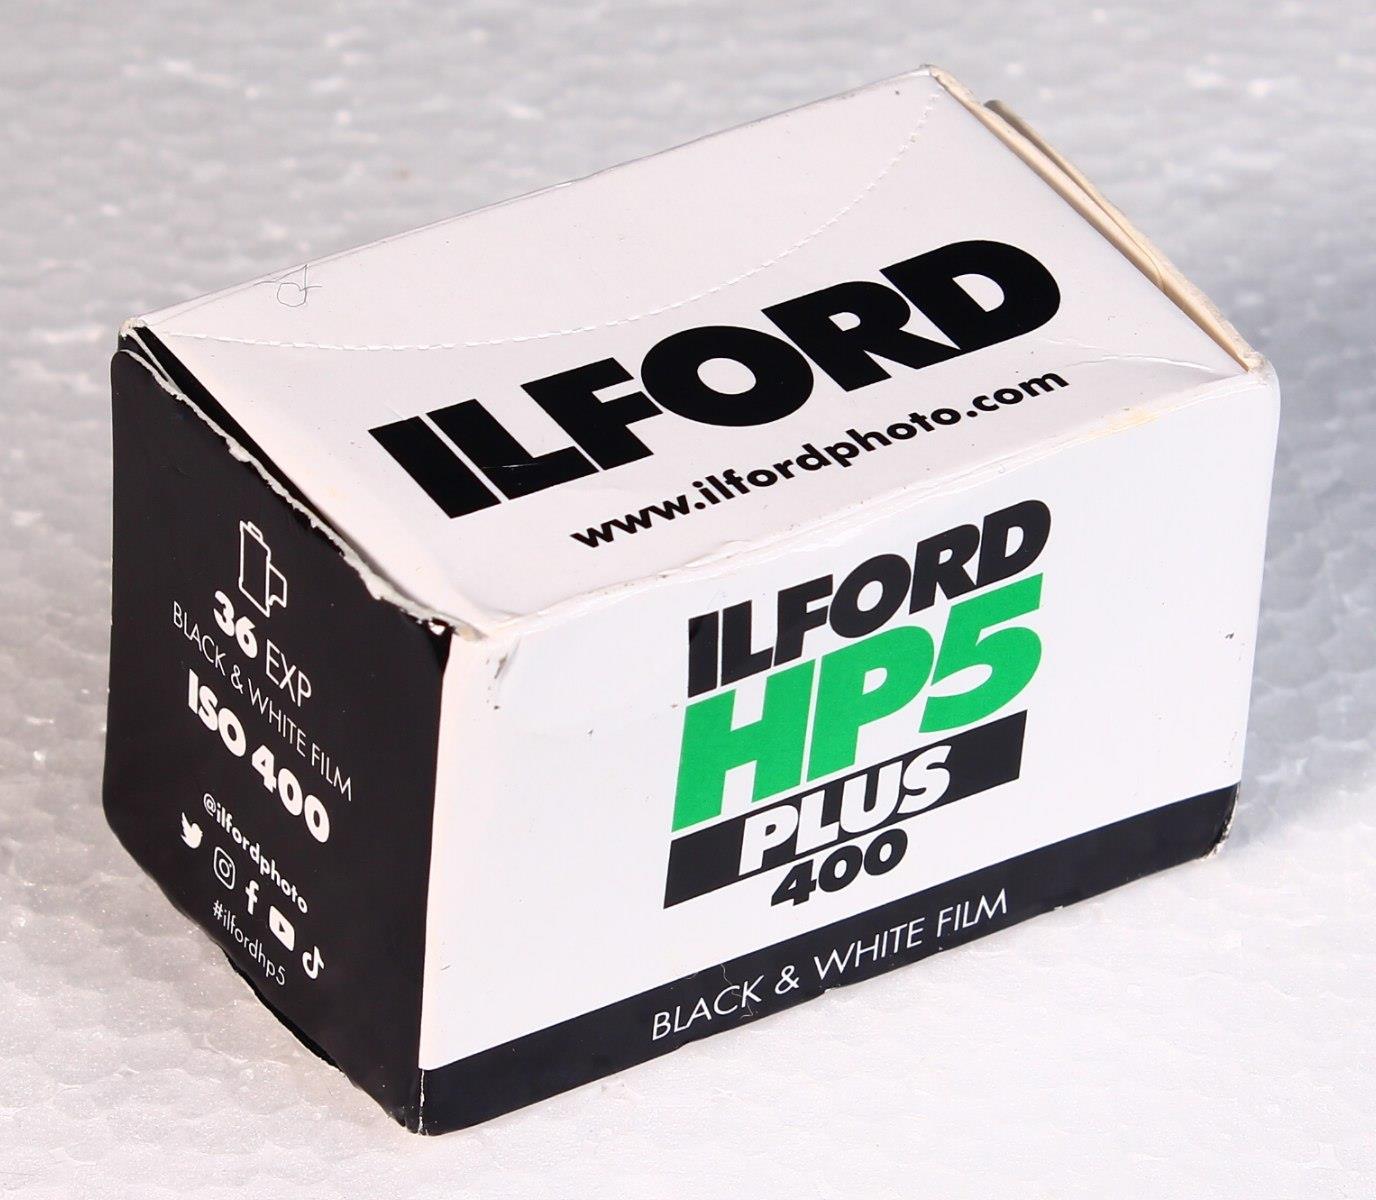 ILFORD
www.ilfordphoto.com
ILFORD
HP5
PLUS
400
BLACK & WHITE FILM
36 EXP
BLACK & WHITE FILM
ISO 400
@ilfordphoto
#ilfordhp5